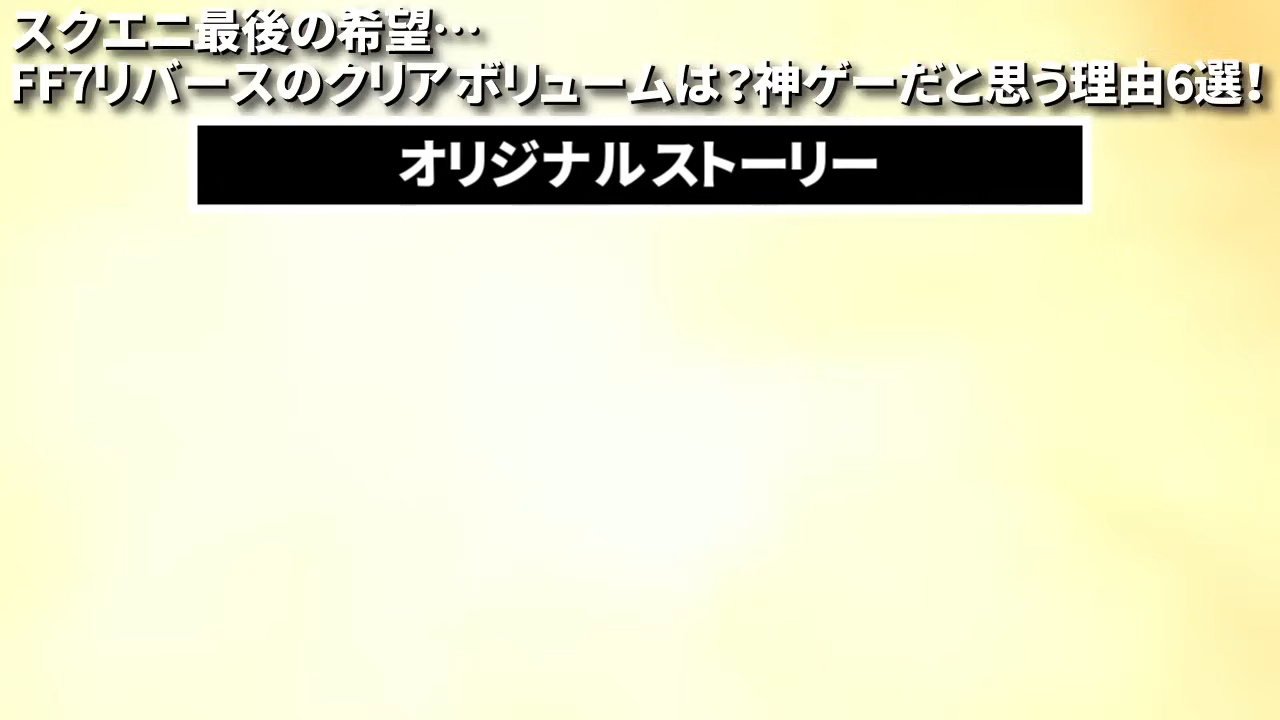 スクエニ最後の希望…
FF7リバースのクリアボリュームは？神ゲーだと思う理由6選！
オリジナルストーリー